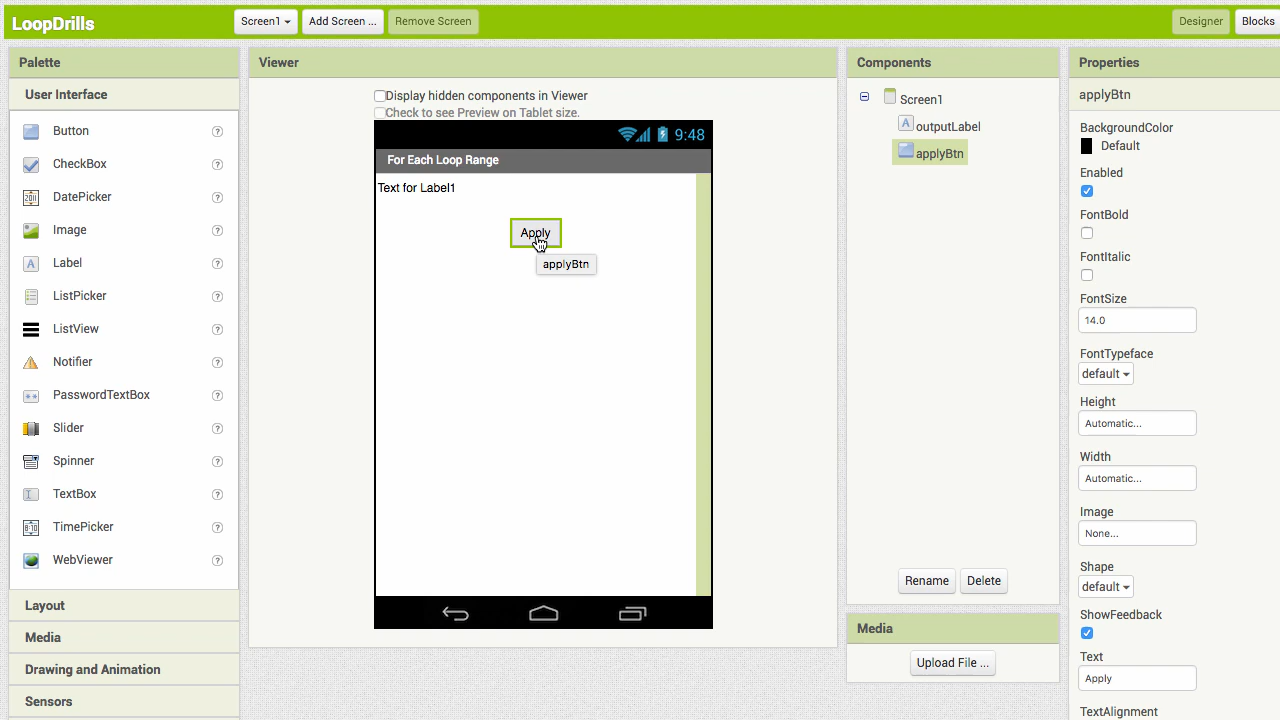 LoopDrills
Screen1
Add Screen ...
Remove Screen
Designer
Blocks
Palette
User Interface
Button
?
CheckBox
?
DatePicker
?
Image
?
Label
?
ListPicker
?
ListView
?
Notifier
?
PasswordTextBox
?
Slider
?
Spinner
?
TextBox
?
TimePicker
?
WebViewer
?
Layout
Media
Drawing and Animation
Sensors
Viewer
Display hidden components in Viewer
Check to see Preview on Tablet size.
9:48
For Each Loop Range
Text for Label1
Apply
applyBtn
Components
Screen1
outputLabel
applyBtn
Rename
Delete
Media
Upload File ...
Properties
applyBtn
BackgroundColor
Default
Enabled
FontBold
FontItalic
FontSize
14.0
FontTypeface
default
Height
Automatic...
Width
Automatic...
Image
None...
Shape
default
ShowFeedback
Text
Apply
TextAlignment